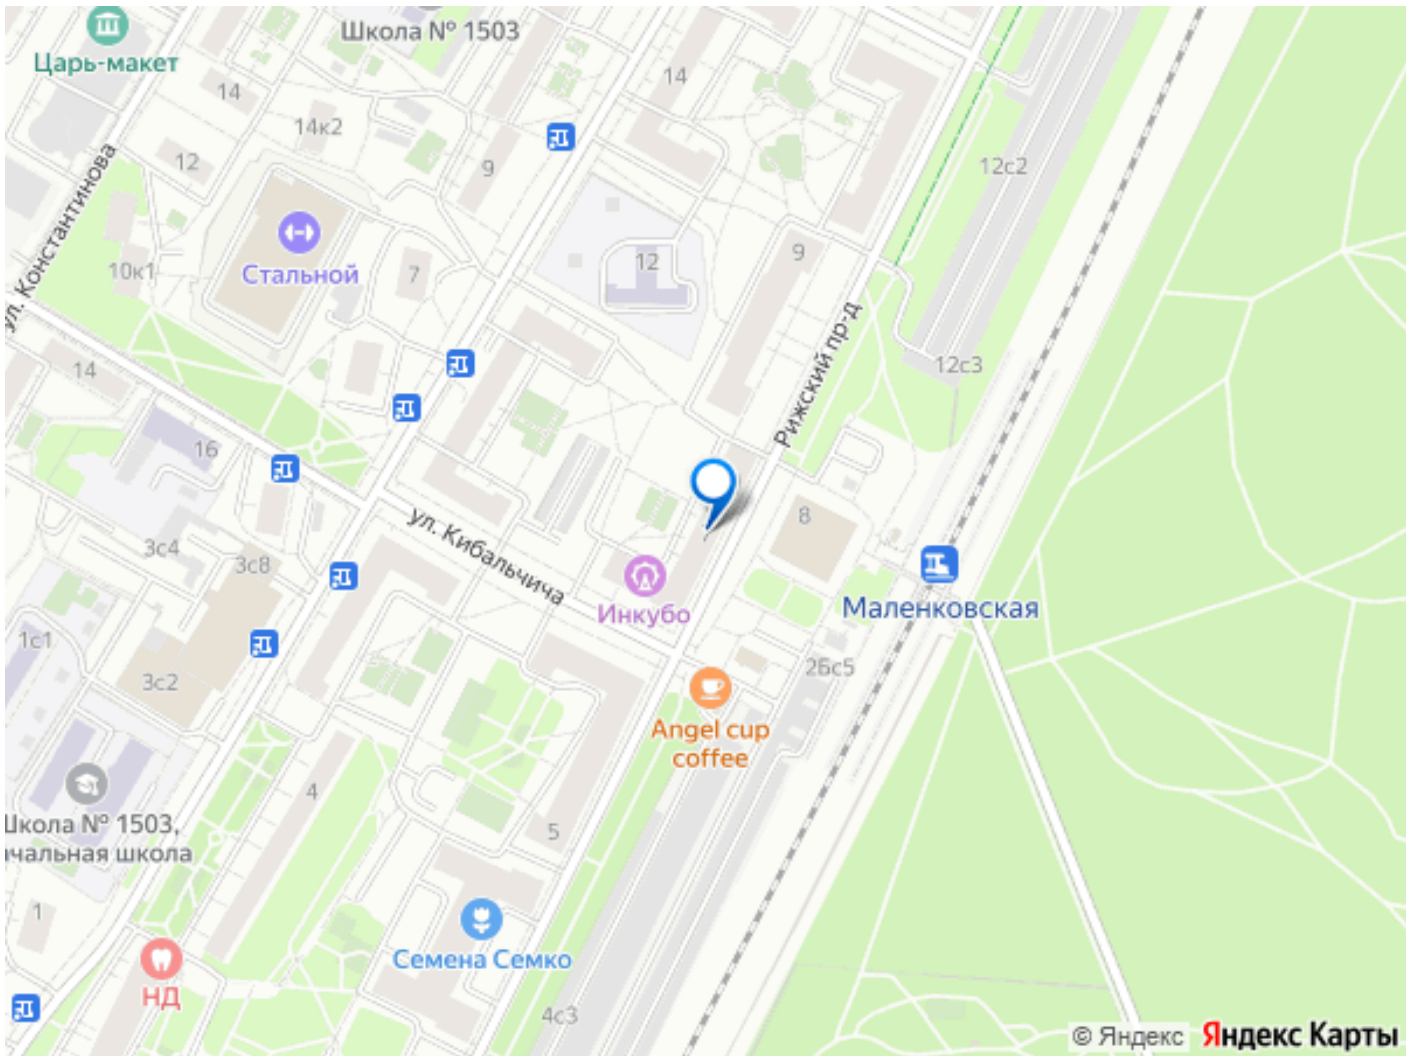 Школа № 1503
Царь-макет
14
14
14к2
12
9
12с2
ул. Константинова
10к1
Стальной
7
12
9
Рижский пр-д
12с3
14
16
ул. Кибальчича
8
3с4
3с8
Инкубо
Маленковская
1с1
3с2
2Бс5
Angel cup
coffee
4
5
Школа № 1503,
начальная школа
1
Семена Семко
НД
4с3
© Яндекс Яндекс Карты